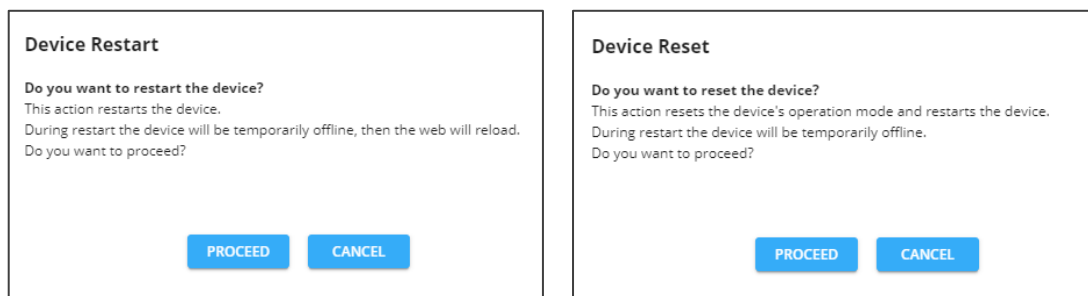 Device Restart
Do you want to restart the device?
This action restarts the device.
During restart the device will be temporarily offline, then the web will reload.
Do you want to proceed?
PROCEED
CANCEL
Device Reset
Do you want to reset the device?
This action resets the device's operation mode and restarts the device.
During restart the device will be temporarily offline.
Do you want to proceed?
PROCEED
CANCEL